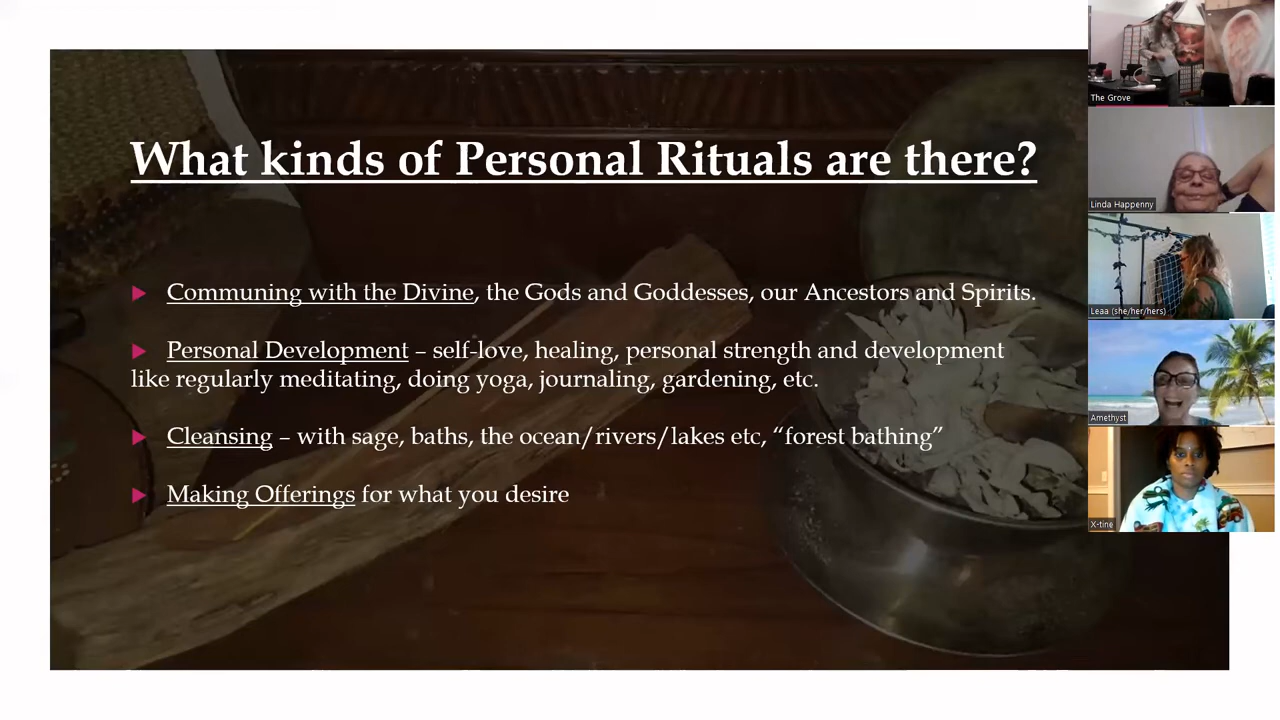 What kinds of Personal Rituals are there?
Communing with the Divine, the Gods and Goddesses, our Ancestors and Spirits.
Personal Development – self-love, healing, personal strength and development
like regularly meditating, doing yoga, journaling, gardening, etc.
Cleansing – with sage, baths, the ocean/rivers/lakes etc, “forest bathing”
Making Offerings for what you desire
The Grove
Linda Happenny
Leaa (she/her/hers)
Amethyst
X-tine